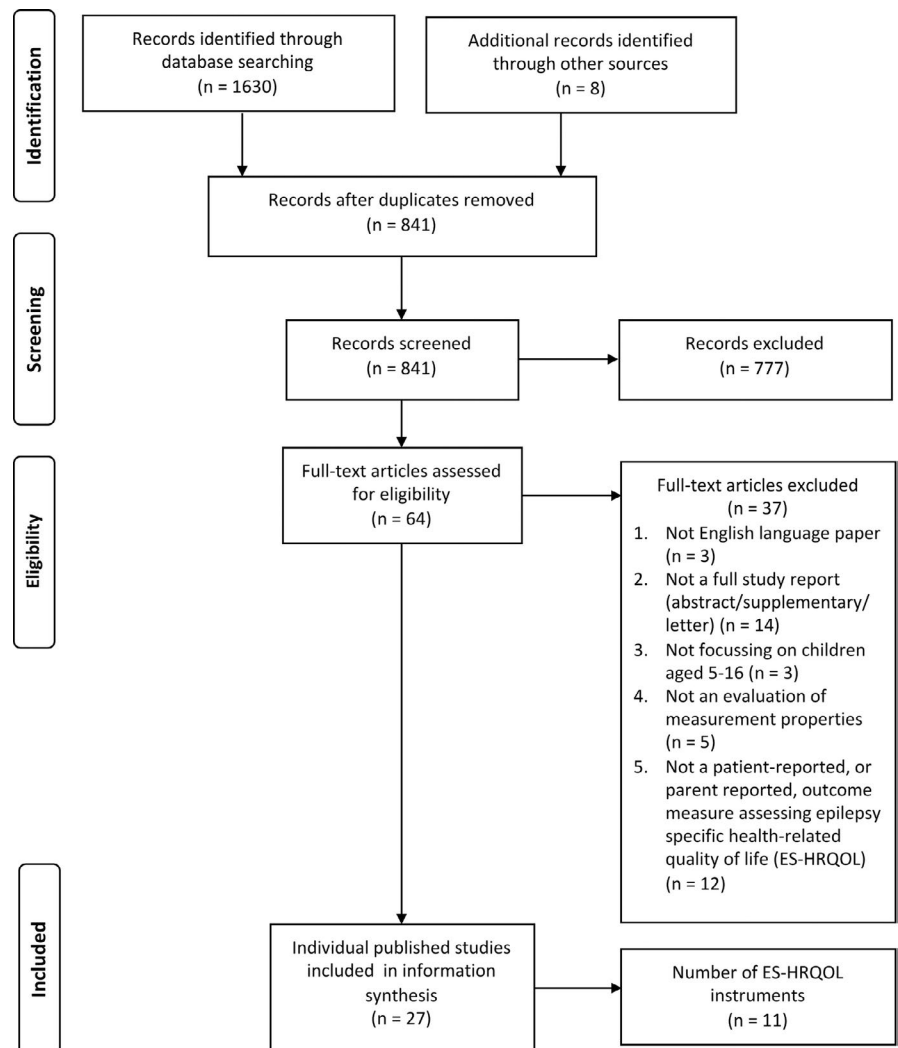 Identification
Records identified through
database searching
(n = 1630)
Additional records identified
through other sources
(n = 8)
Records after duplicates removed
(n = 841)
Screening
Records screened
(n = 841)
Records excluded
(n = 777)
Eligibility
Full-text articles assessed
for eligibility
(n = 64)
Full-text articles excluded
(n = 37)
1. Not English language paper
(n = 3)
2. Not a full study report
(abstract/supplementary/
letter) (n = 14)
3. Not focussing on children
aged 5-16 (n = 3)
4. Not an evaluation of
measurement properties
(n = 5)
5. Not a patient-reported, or
parent reported, outcome
measure assessing epilepsy
specific health-related
quality of life (ES-HRQOL)
(n = 12)
Included
Individual published studies
included in information
synthesis
(n = 27)
Number of ES-HRQOL
instruments
(n = 11)